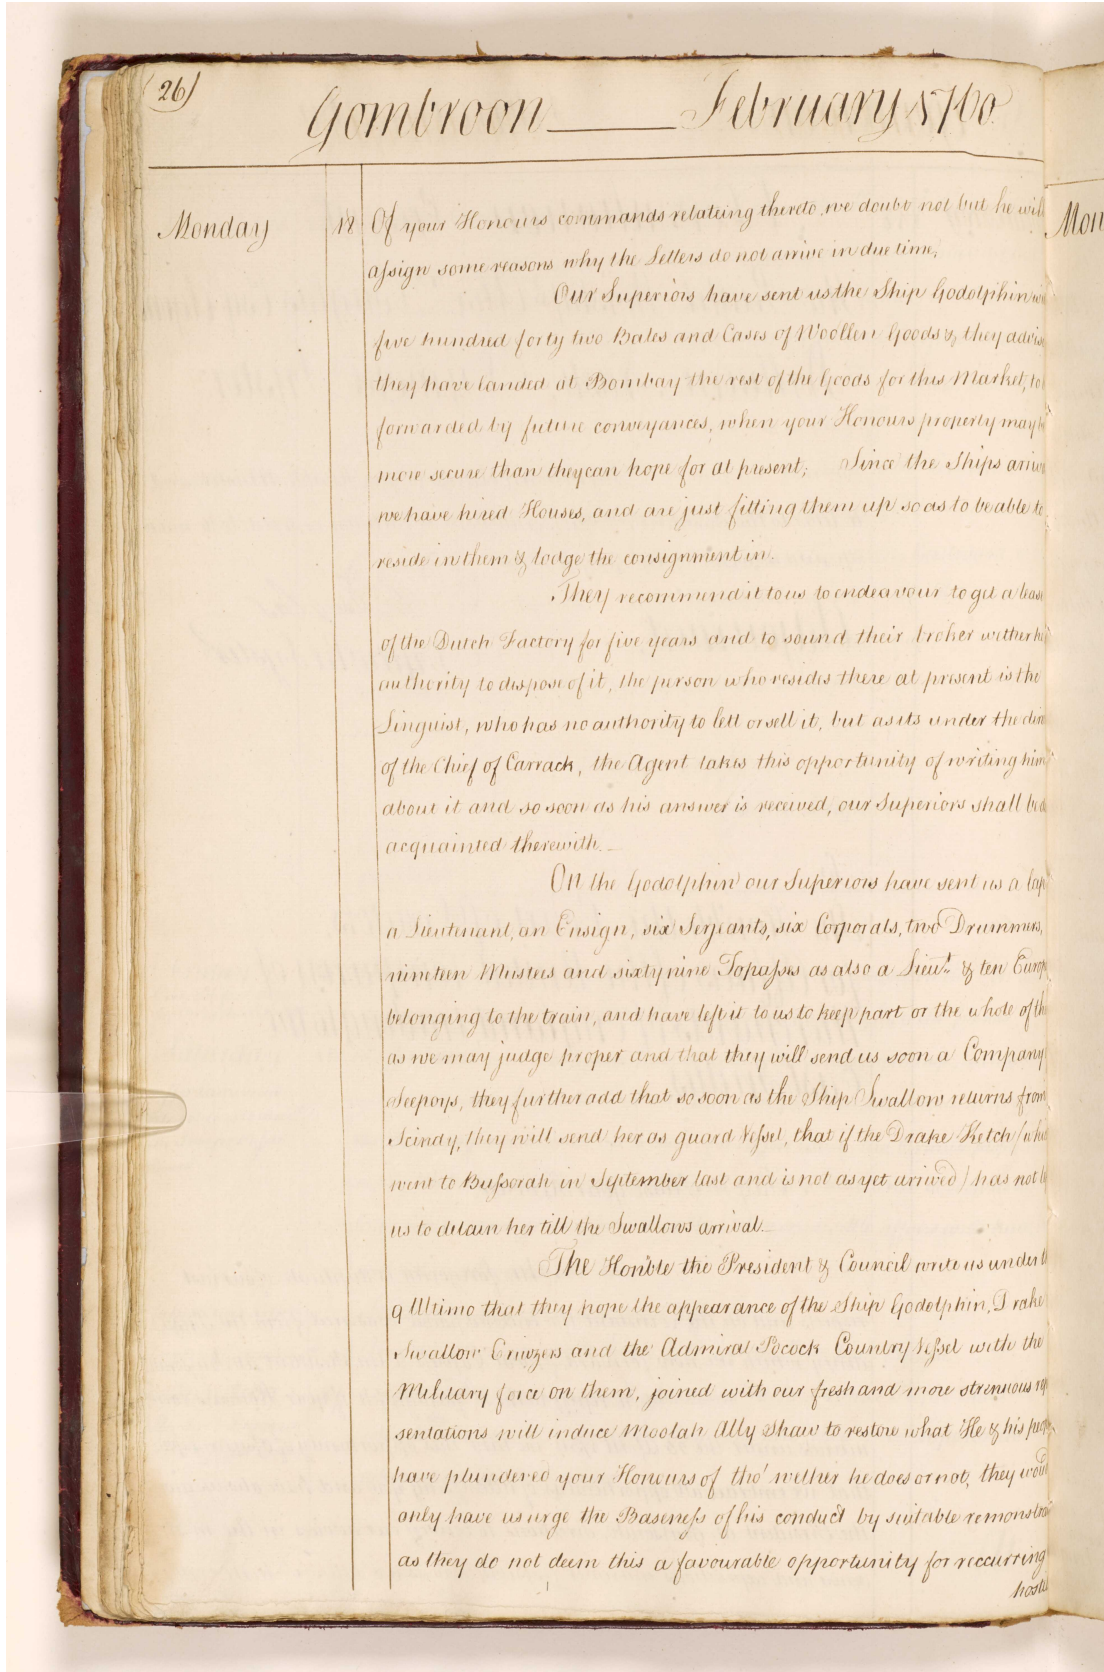 (26)
Gombroon February 1760.
Monday 18 Of your Honours commands relateing thereto, we doubt not but he will
assign some reasons why the Letters do not arrive in due time;
Our Superiors have sent us the Ship Godolphin
five hundred forty two Bales and Cases of Woollen Goods & they advise
they have landed at Bombay the rest of the Goods for this Market, to
forwarded by future conveyances, when your Honours property may
more secure than they can hope for at present; Since the Ships
we have hired Houses, and are just fitting them up so as to be able to
reside in them & lodge the consignment in.
They recommend it to us to endeavour to get a lease
of the Dutch Factory for five years and to sound their broker wether
authority to dispose of it, the person who resides there at present is the
Linguist, who has no authority to lett or sell it, but as its under the
of the Chief of Carrack, the Agent takes this opportunity of writing him
about it and so soon as his answer is received, our Superiors shall be
acquainted therewith.
On the Godolphin our Superiors have sent us a
a Lieutenant, an Ensign, six Serjeants, six Corporals, two Drummers,
nineteen Mustees and sixty nine Topasses as also a Lieut. & ten
belonging to the train, and have left it to us to keep part or the whole of
as we may judge proper and that they will send us soon a Company
Seepoys, they further add that so soon as the Ship Swallow returns from
Scindy, they will send her as guard Vessel, that if the Drake Ketch (
went to Bussorah in September last and is not as yet arrived) has not
us to detain her till the Swallows arrival.
The Hon'ble the President & Council write us under
9 Ultimo that they hope the appearance of the Ship Godolphin, Drake
Swallow Cruizers and the Admiral Pocock Country Vessel with the
Military force on them, joined with our fresh and more strenuous
sentations will induce Moolah Ally Shaw to restore what He & his
have plundered your Honours of tho' wether he does or not, they would
only have us urge the Baseness of his conduct by suitable
as they do not deem this a favourable opportunity for reccurring
Mon